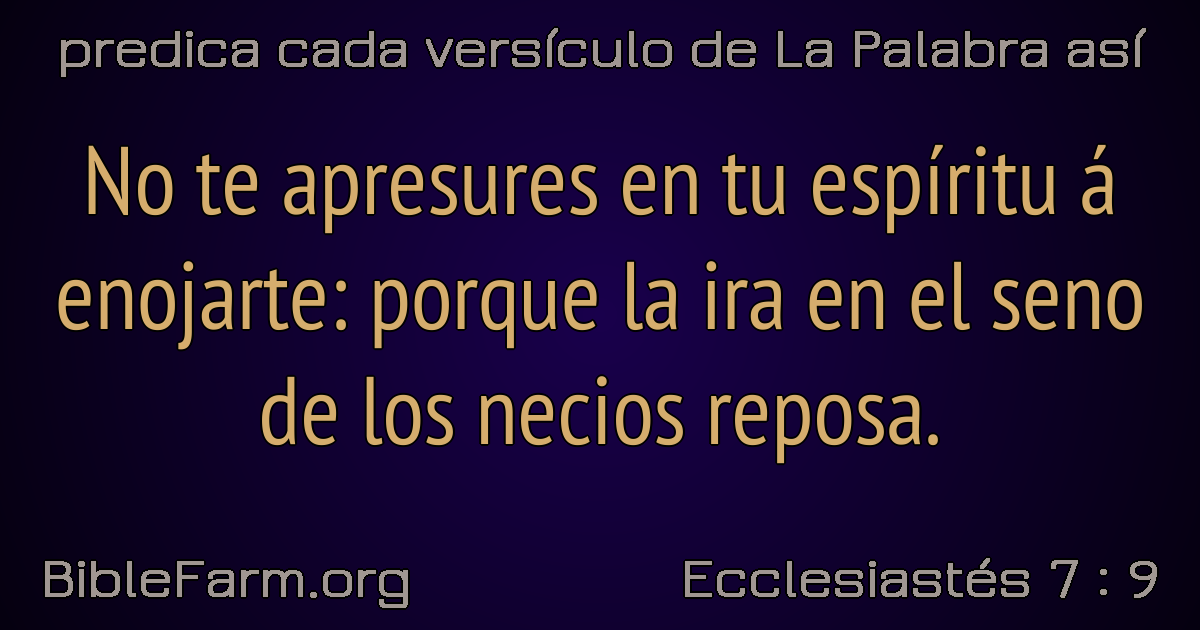 predica cada versículo de La Palabra así
No te apresures en tu espíritu á
enojarte: porque la ira en el seno
de los necios reposa.
BibleFarm.org
Ecclesiastés 7 : 9